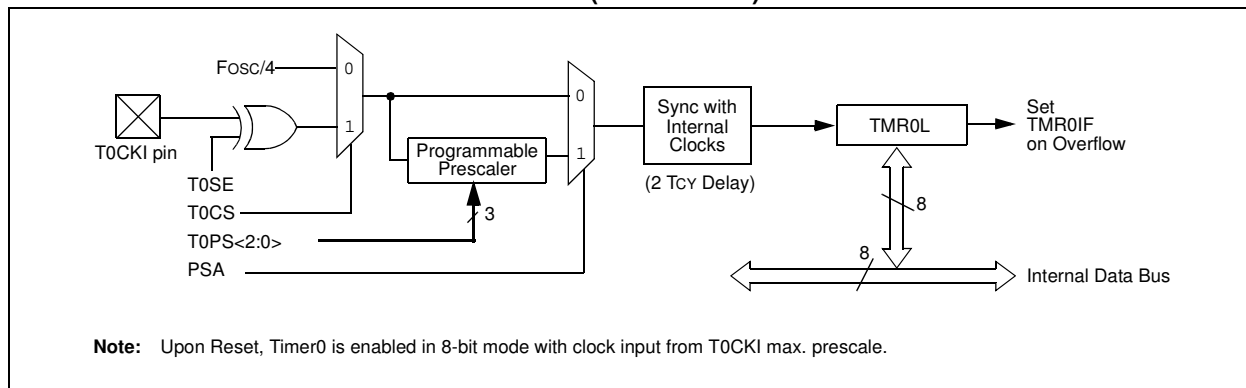 FOSC/4
0
1
T0CKI pin
T0SE
T0CS
T0PS<2:0>
PSA
Programmable
Prescaler
3
0
1
Sync with
Internal
Clocks
(2 TCY Delay)
TMR0L
Set
TMR0IF
on Overflow
8
8
Internal Data Bus
Note: Upon Reset, Timer0 is enabled in 8-bit mode with clock input from T0CKI max. prescale.